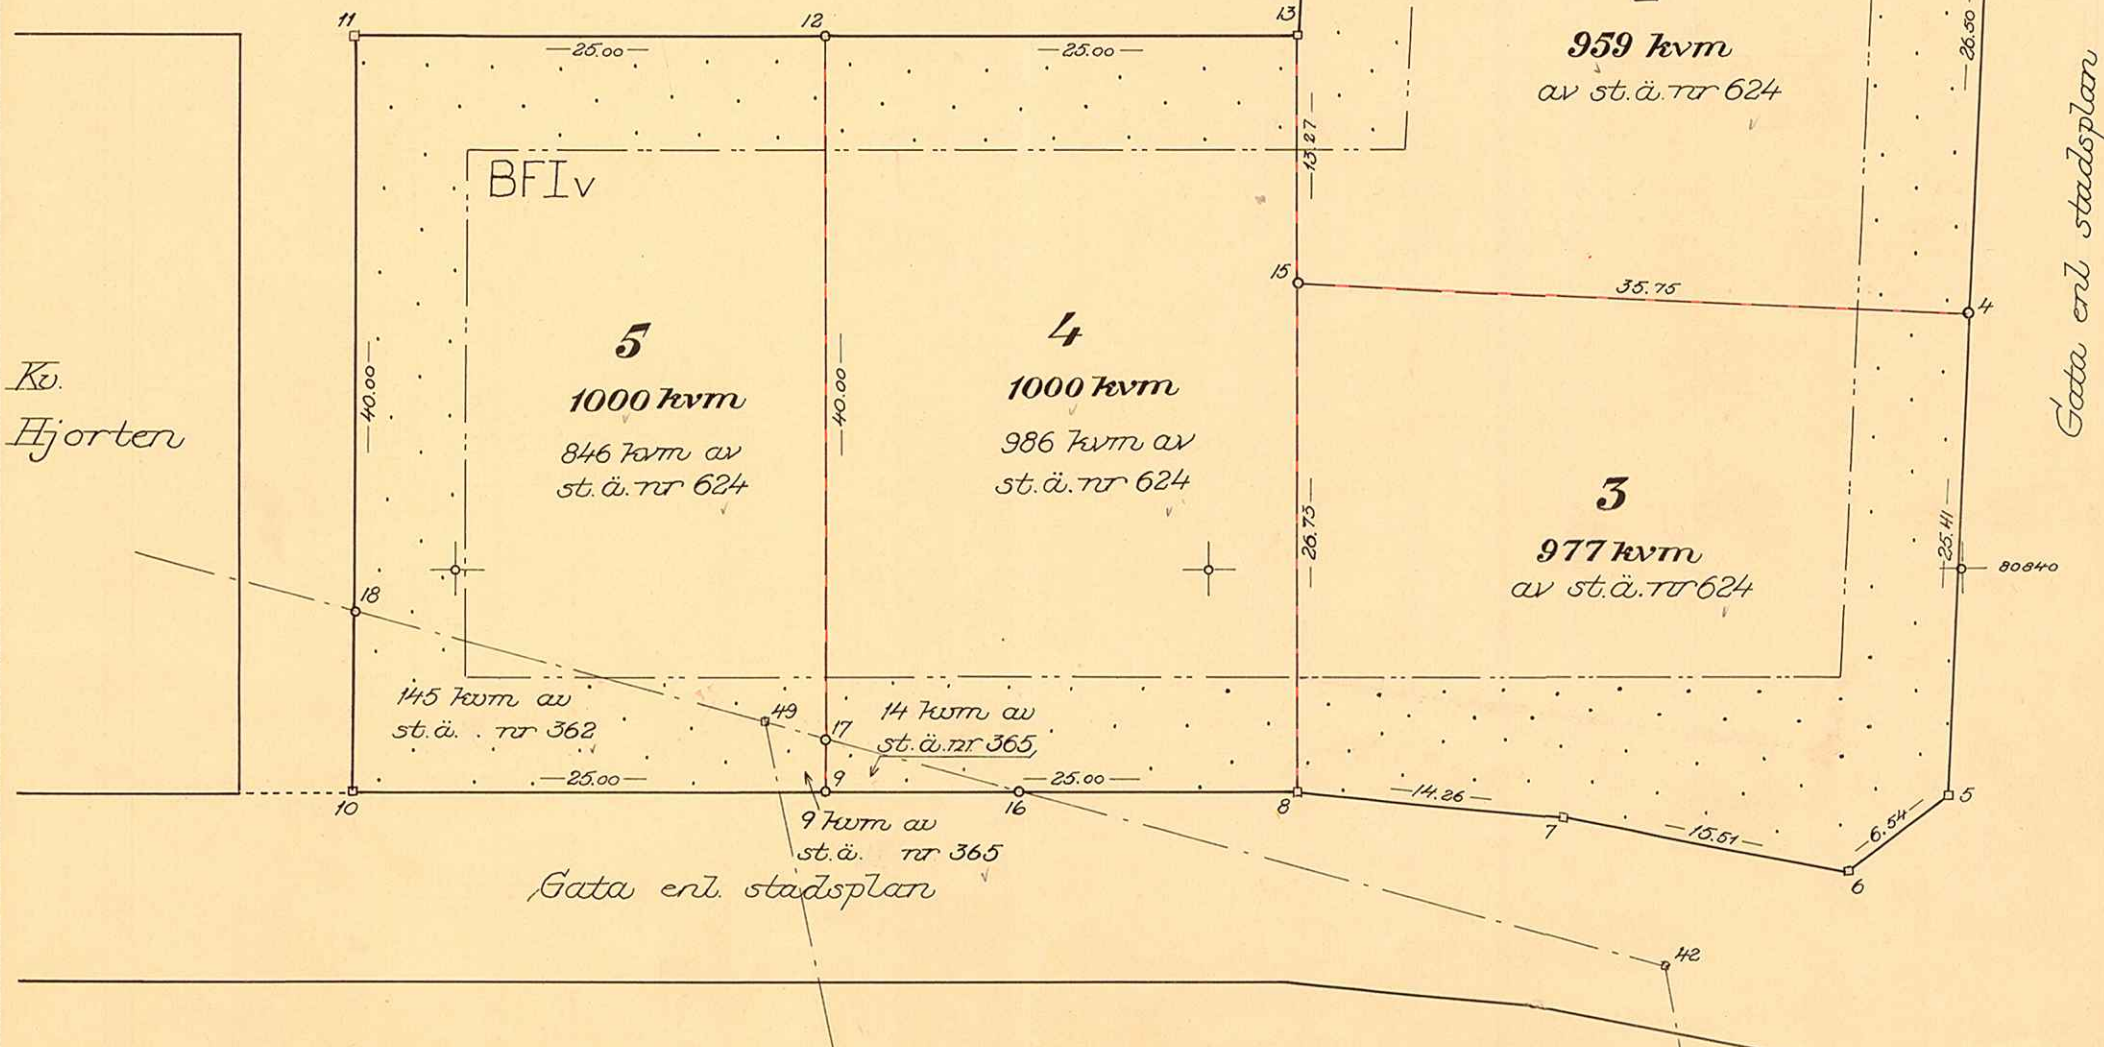 11
12
13
25.00
25.00
26.50
959 kvm
av st.ä. nr 624
Gata enl stadsplan
13.27
BFIv
15
35.75
4
5
1000 kvm
846 kvm av
st.ä. nr 624
4
1000 kvm
986 kvm av
st.ä. nr 624
40.00
40.00
Kv.
Hjorten
3
977 kvm
av st.ä. nr 624
26.73
25.41
80840
18
145 kvm av
st.ä. . nr 362
49
17
14 kvm av
st.ä. nr 365
25.00
9
25.00
10
16
8
14.26
7
15.51
6.54
5
6
9 kvm av
st.ä. nr 365
Gata enl. stadsplan
42